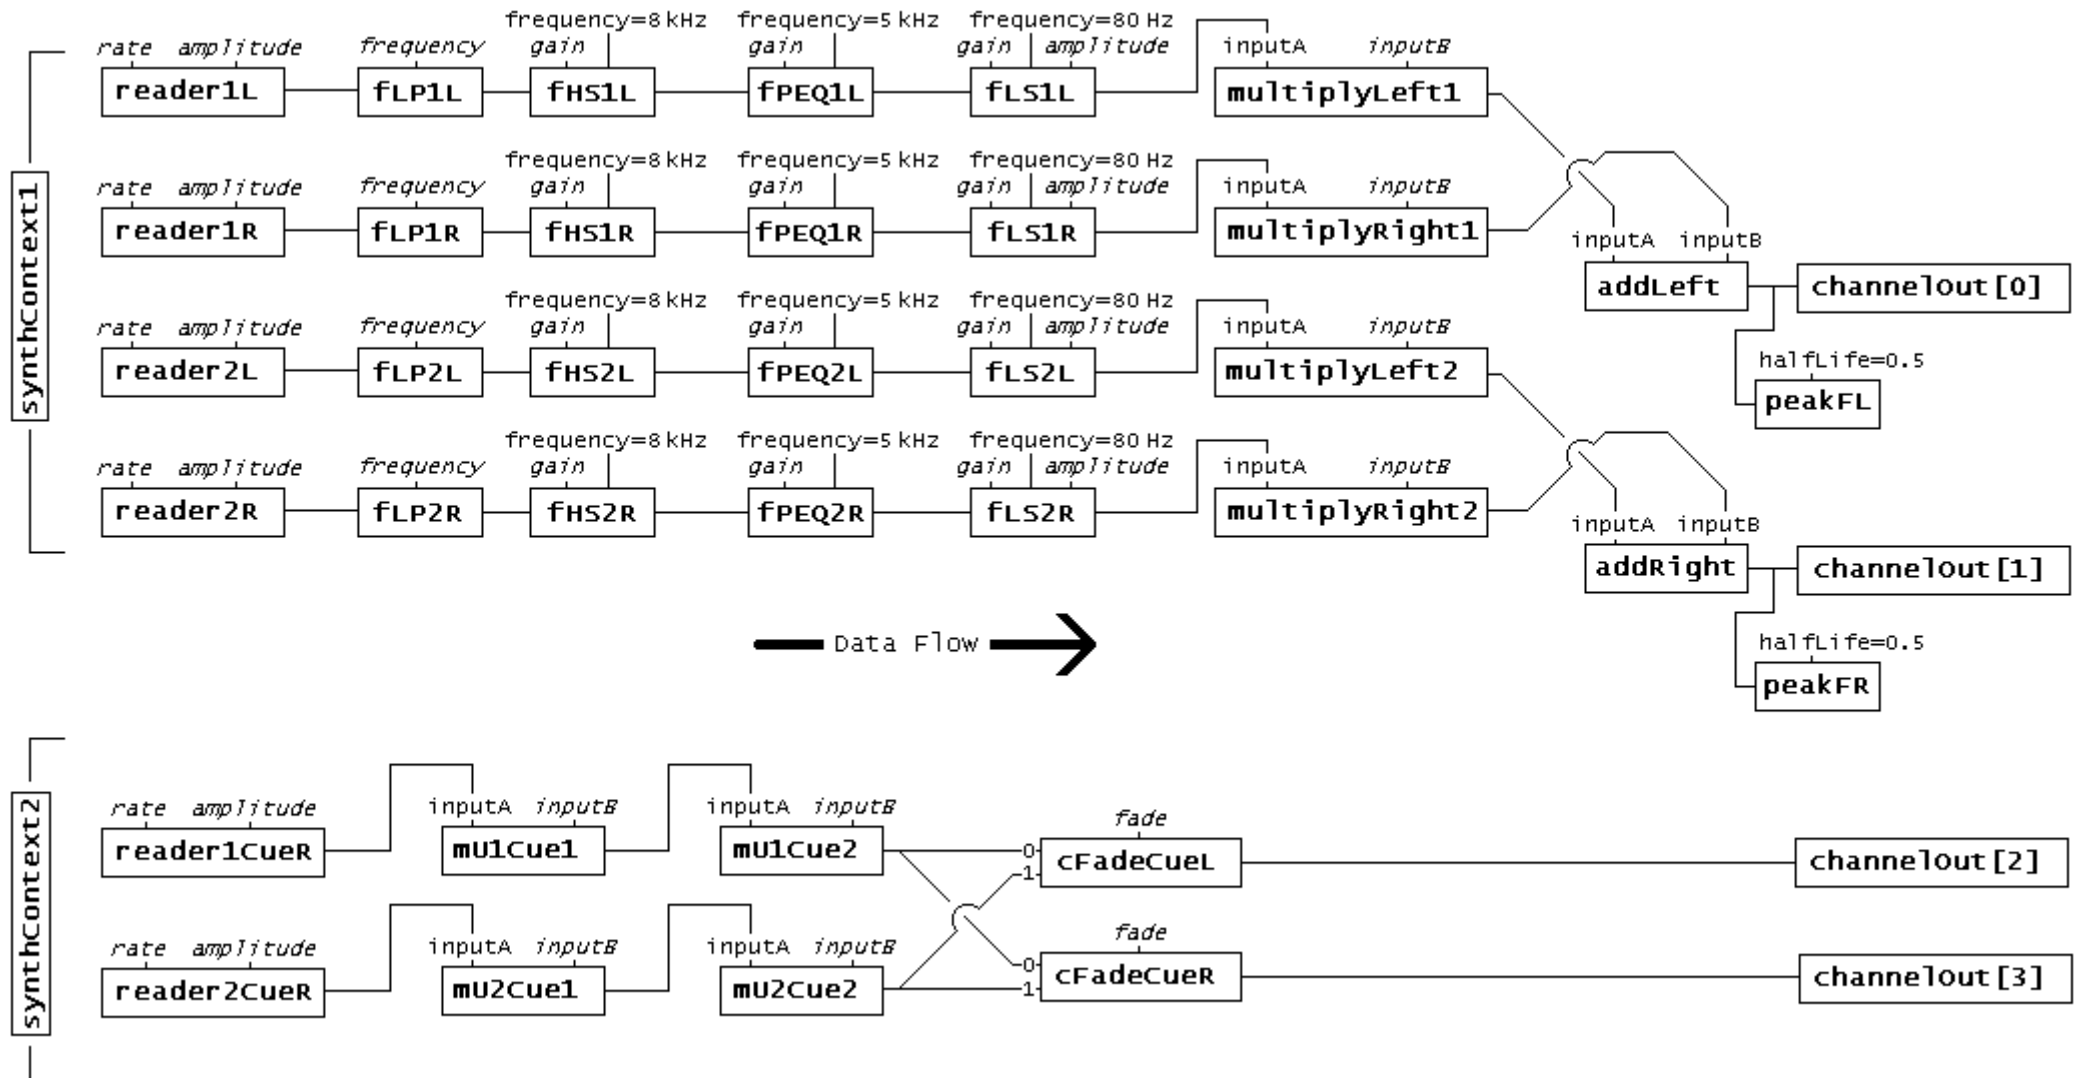 synthContext1
frequency=8 kHz frequency=5 kHz frequency=80 Hz
rate amplitude frequency gain gain gain amplitude inputA inputB
reader1L fLP1L fHS1L fPEQ1L fLS1L multiplyLeft1
frequency=8 kHz frequency=5 kHz frequency=80 Hz
rate amplitude frequency gain gain gain amplitude inputA inputB
reader1R fLP1R fHS1R fPEQ1R fLS1R multiplyRight1
inputA inputB
addLeft channelOut[0]
frequency=8 kHz frequency=5 kHz frequency=80 Hz
rate amplitude frequency gain gain gain amplitude inputA inputB
reader2L fLP2L fHS2L fPEQ2L fLS2L multiplyLeft2
halfLife=0.5
peakFL
frequency=8 kHz frequency=5 kHz frequency=80 Hz
rate amplitude frequency gain gain gain amplitude inputA inputB
reader2R fLP2R fHS2R fPEQ2R fLS2R multiplyRight2
inputA inputB
addRight channelOut[1]
halfLife=0.5
peakFR
Data Flow
synthContext2
rate amplitude inputA inputB inputA inputB fade
reader1CueR mU1Cue1 mU1Cue2 0 1 cFadeCueL channelOut[2]
rate amplitude inputA inputB inputA inputB fade
reader2CueR mU2Cue1 mU2Cue2 0 1 cFadeCueR channelOut[3]